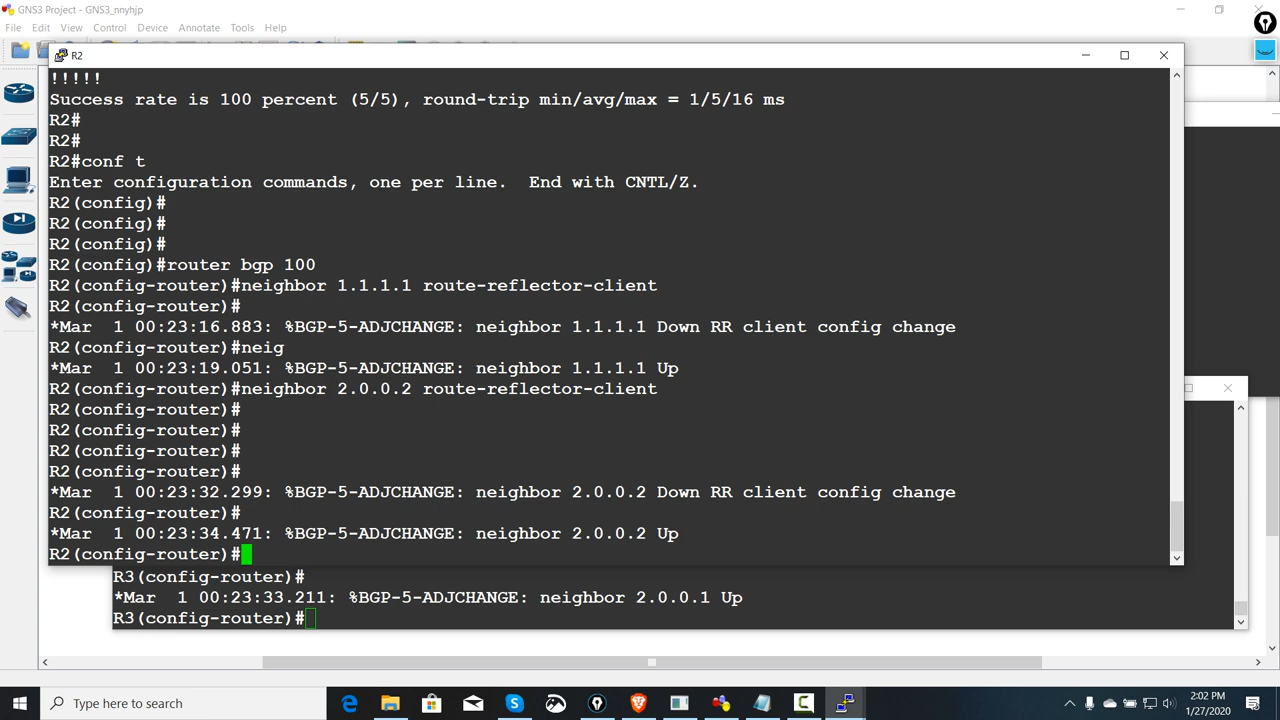 GNS3 Project - GNS3_nnyhjp
File Edit View Control Device Annotate Tools Help
R2
!!!!!
Success rate is 100 percent (5/5), round-trip min/avg/max = 1/5/16 ms
R2#
R2#
R2#conf t
Enter configuration commands, one per line.  End with CNTL/Z.
R2(config)#
R2(config)#
R2(config)#
R2(config)#router bgp 100
R2(config-router)#neighbor 1.1.1.1 route-reflector-client
R2(config-router)#
*Mar  1 00:23:16.883: %BGP-5-ADJCHANGE: neighbor 1.1.1.1 Down RR client config change
R2(config-router)#neig
*Mar  1 00:23:19.051: %BGP-5-ADJCHANGE: neighbor 1.1.1.1 Up
R2(config-router)#neighbor 2.0.0.2 route-reflector-client
R2(config-router)#
R2(config-router)#
R2(config-router)#
R2(config-router)#
*Mar  1 00:23:32.299: %BGP-5-ADJCHANGE: neighbor 2.0.0.2 Down RR client config change
R2(config-router)#
*Mar  1 00:23:34.471: %BGP-5-ADJCHANGE: neighbor 2.0.0.2 Up
R2(config-router)#
R3(config-router)#
*Mar  1 00:23:33.211: %BGP-5-ADJCHANGE: neighbor 2.0.0.1 Up
R3(config-router)#
Type here to search
2:02 PM
1/27/2020